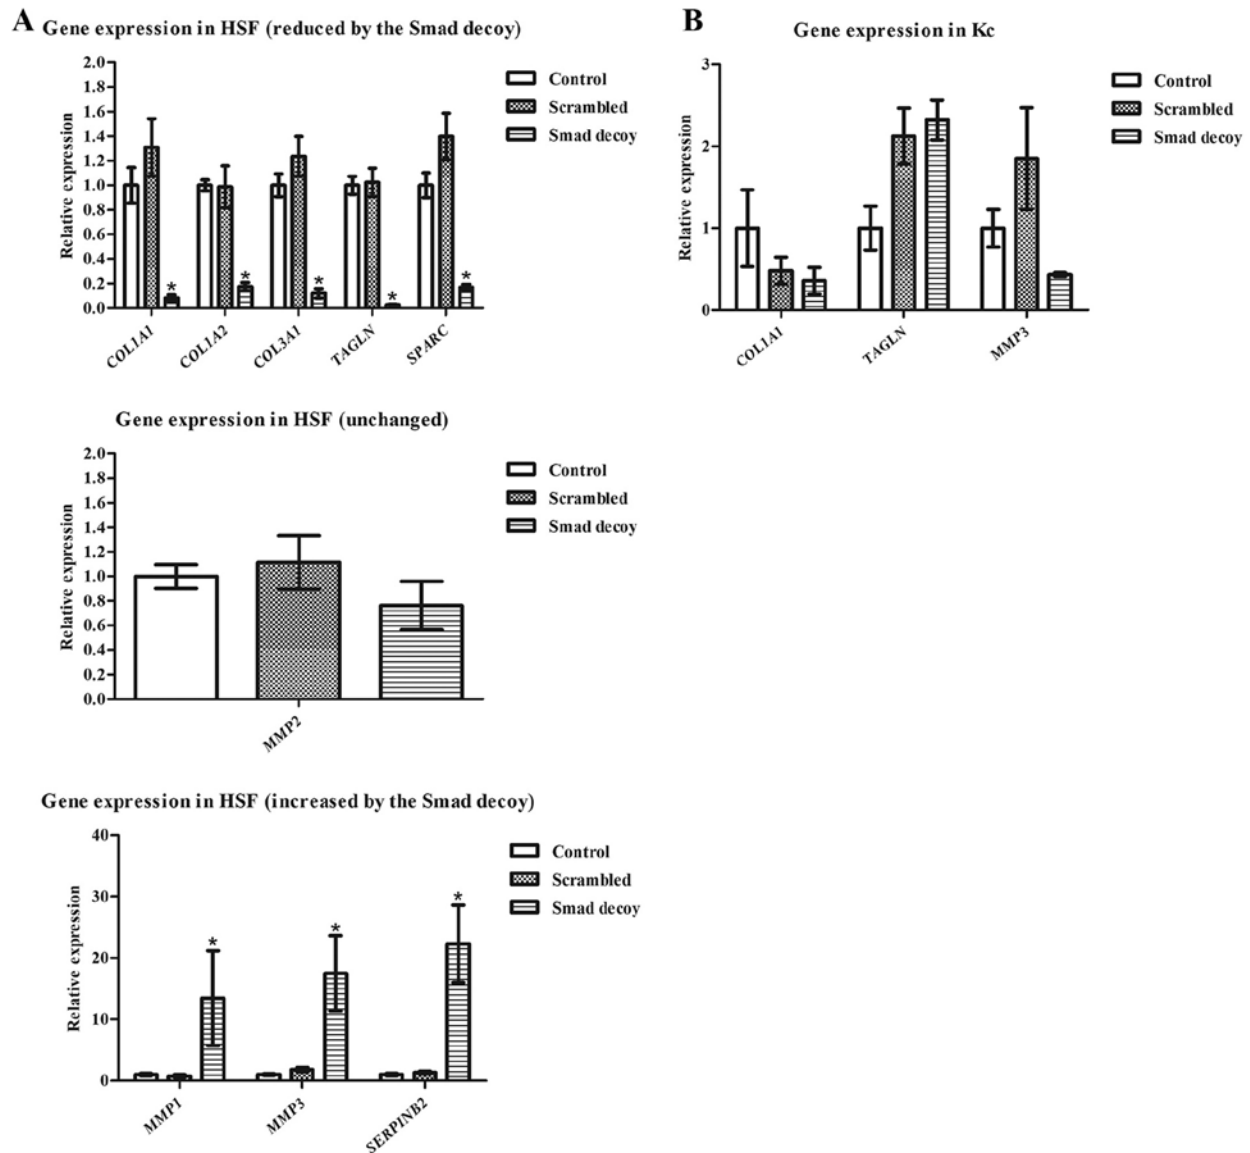 A
Gene expression in HSF (reduced by the Smad decoy)
Relative expression
2.0
1.8
1.6
1.4
1.2
1.0
0.8
0.6
0.4
0.2
0.0
*
*
*
*
*
COL1A1
COL1A2
COL3A1
TAGLN
SPARC
Control
Scrambled
Smad decoy
B
Gene expression in Kc
Relative expression
3
2
1
0
COL1A1
TAGLN
MMP3
Control
Scrambled
Smad decoy
Gene expression in HSF (unchanged)
Relative expression
2.0
1.8
1.6
1.4
1.2
1.0
0.8
0.6
0.4
0.2
0.0
MMP2
Control
Scrambled
Smad decoy
Gene expression in HSF (increased by the Smad decoy)
Relative expression
40
30
20
10
0
*
*
*
MMP1
MMP3
SERPINB2
Control
Scrambled
Smad decoy